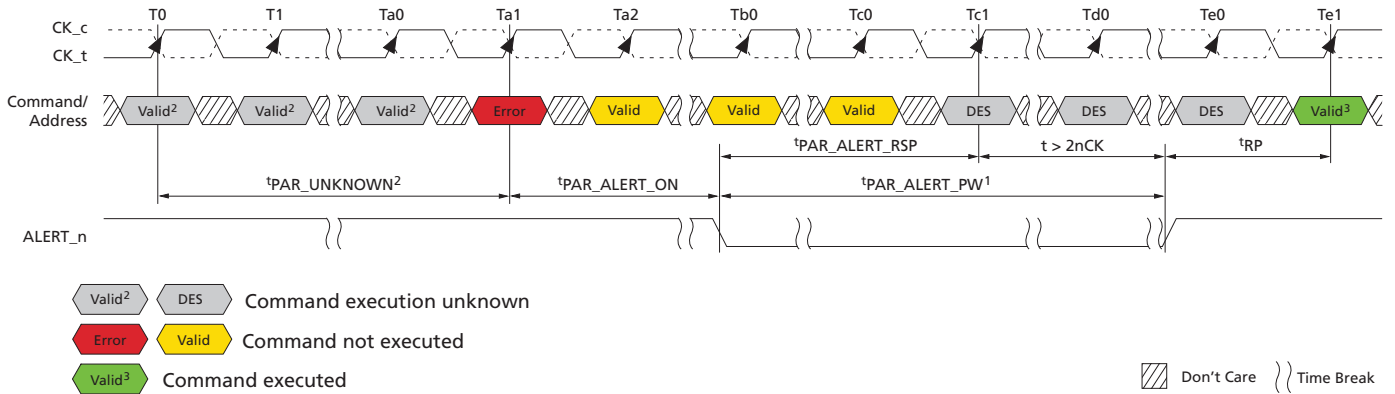 T0 T1 Ta0 Ta1 Ta2 Tb0 Tc0 Tc1 Td0 Te0 Te1
CK_c
CK_t
Command/
Address
Valid² Valid² Valid² Error Valid Valid Valid DES DES DES Valid³
tPAR_ALERT_RSP t > 2nCK tRP
tPAR_UNKNOWN² tPAR_ALERT_ON tPAR_ALERT_PW¹
ALERT_n
Valid² DES Command execution unknown
Error Valid Command not executed
Valid³ Command executed
Don't Care Time Break